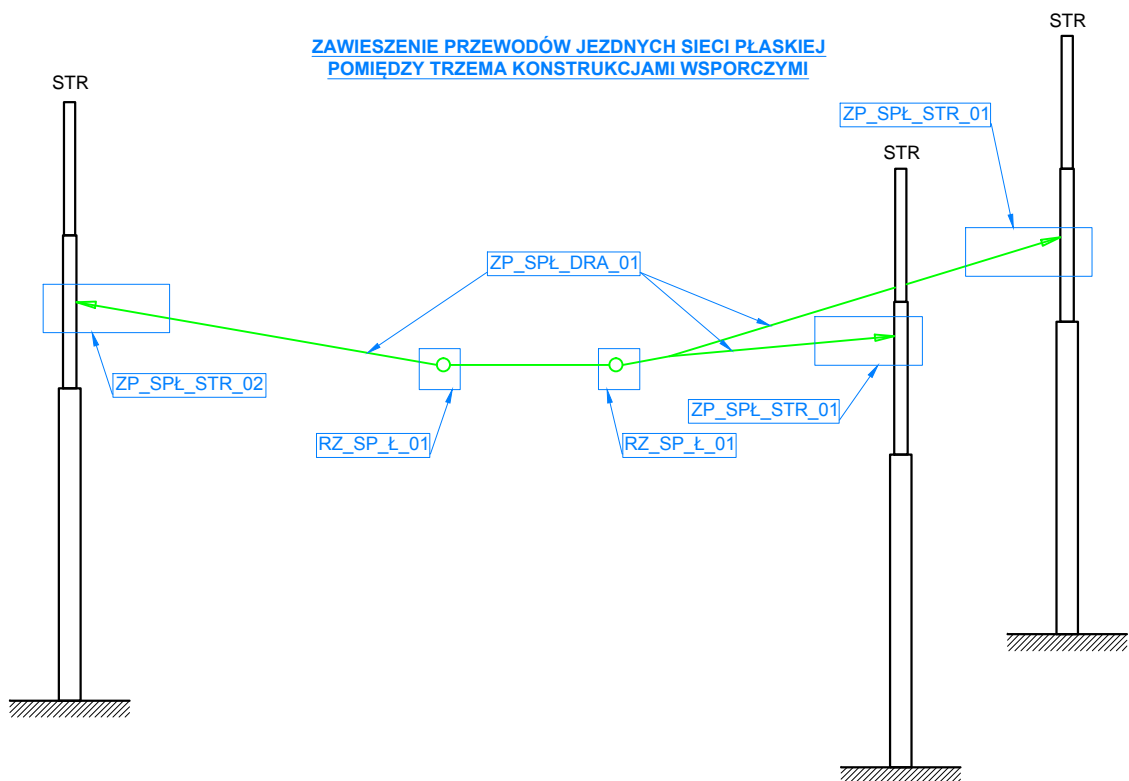 STR
ZAWIESZENIE PRZEWODÓW JEZDNYCH SIECI PŁASKIEJ
POMIĘDZY TRZEMA KONSTRUKCJAMI WSPORCZYMI
STR
ZP_SPŁ_STR_01
STR
ZP_SPŁ_DRA_01
ZP_SPŁ_STR_02
ZP_SPŁ_STR_01
RZ_SP_Ł_01
RZ_SP_Ł_01